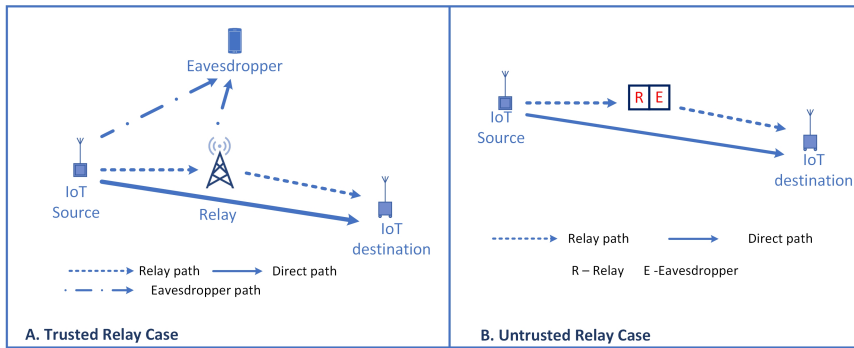 Eavesdropper
IoT
Source
Relay
IoT
destination
Relay path
Direct path
Eavesdropper path
A. Trusted Relay Case
R E
IoT
Source
IoT
destination
Relay path
Direct path
R – Relay
E -Eavesdropper
B. Untrusted Relay Case